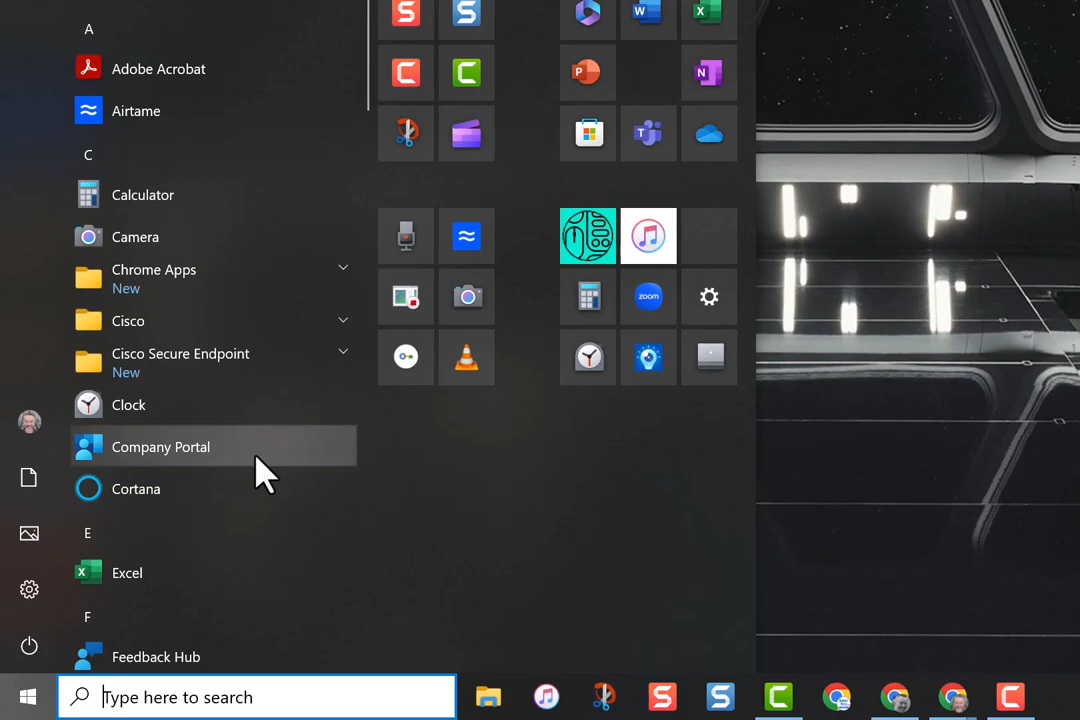 A
Adobe Acrobat
Airtame
C
Calculator
Camera
Chrome Apps
New
Cisco
Cisco Secure Endpoint
New
Clock
Company Portal
Cortana
E
Excel
F
Feedback Hub
Type here to search
S
S
W
X
C
C
P
N
T
zoom
X
S
S
C
C